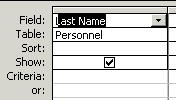 Field: Last Name
Table: Personnel
Sort:
Show:
Criteria:
or: